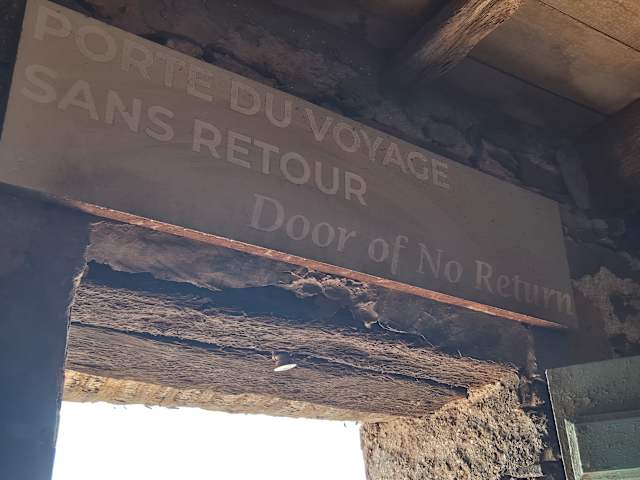 PORTE DU VOYAGE
SANS RETOUR
Door of No Return